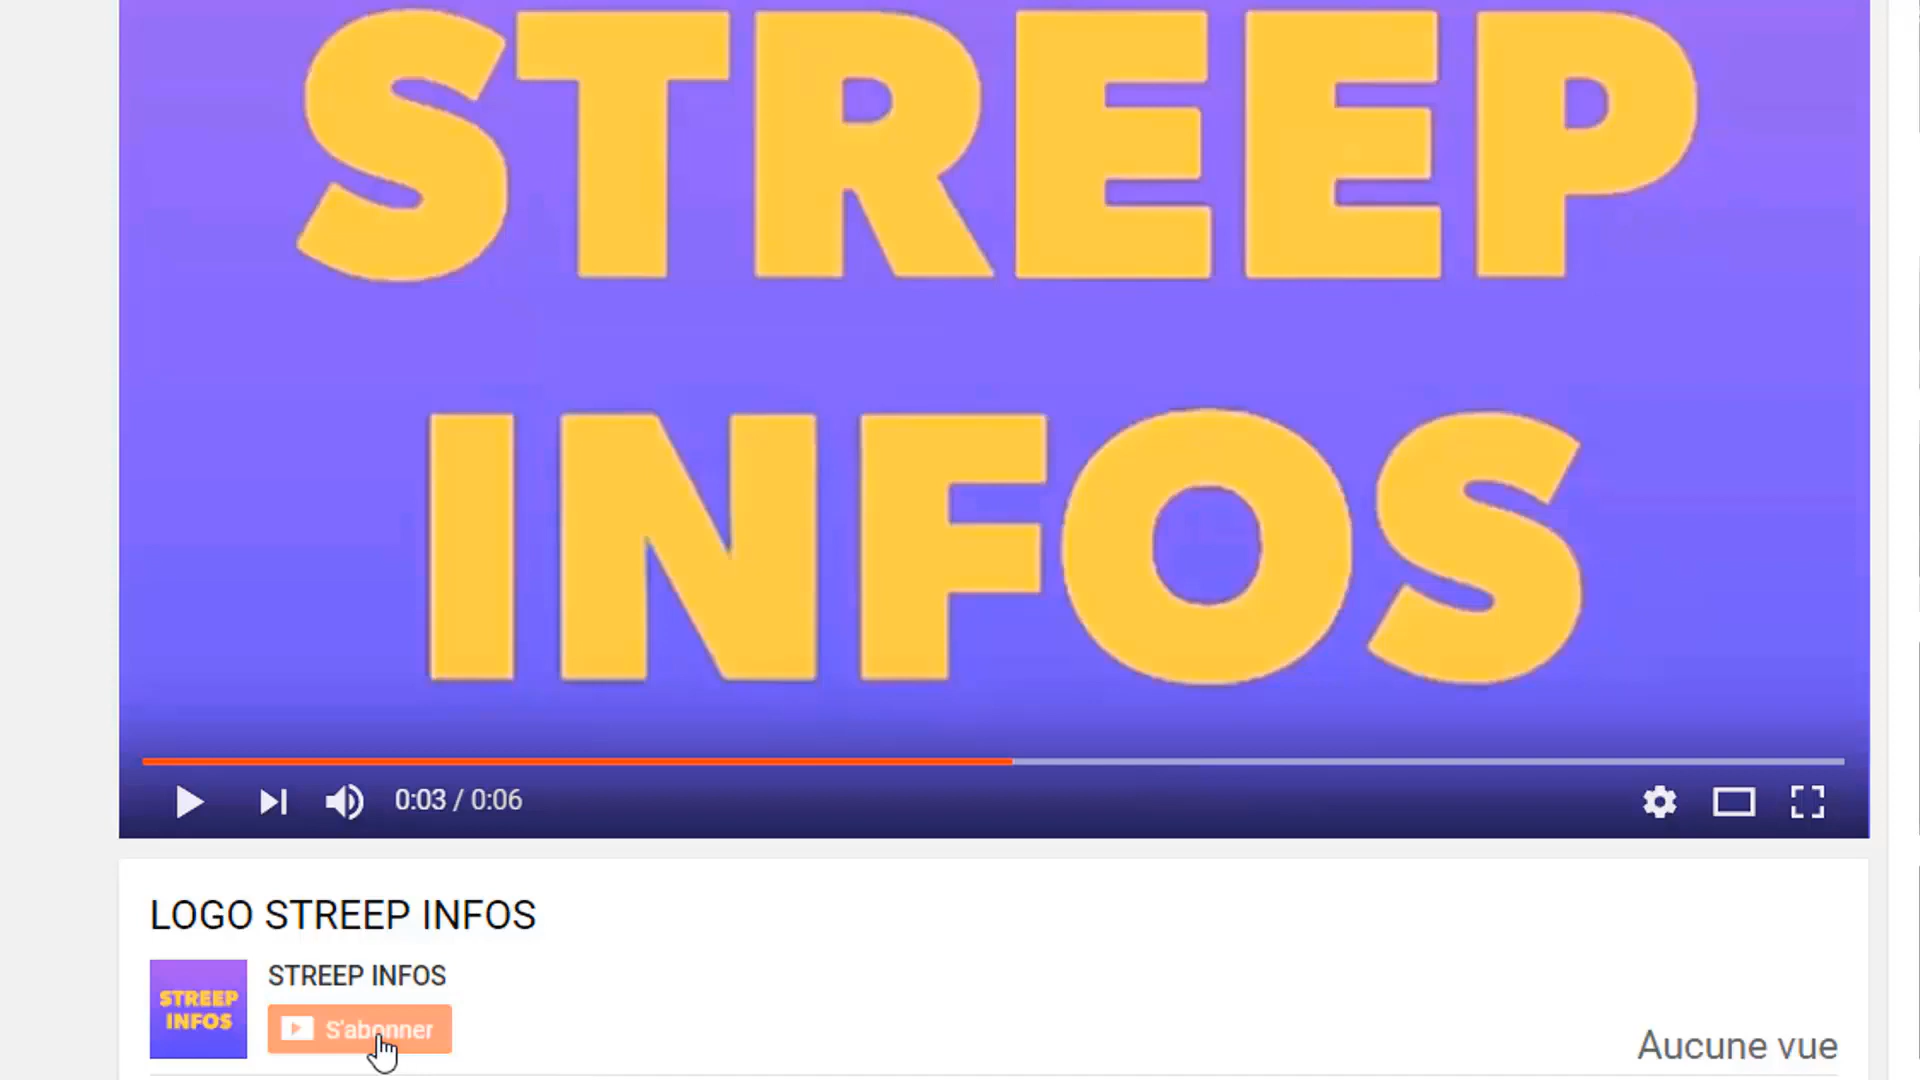 STREEP
INFOS
0:03 / 0:06
LOGO STREEP INFOS
STREEP INFOS
STREEP
INFOS
S'abonner
Aucune vue